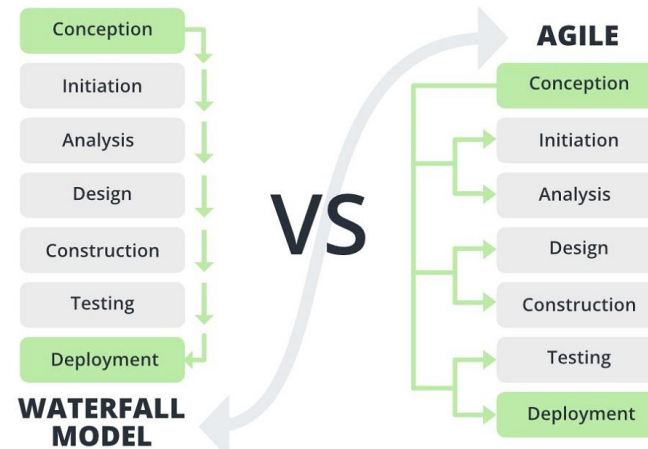 Conception
Initiation
Analysis
Design
Construction
Testing
Deployment
WATERFALL
MODEL
VS
AGILE
Conception
Initiation
Analysis
Design
Construction
Testing
Deployment